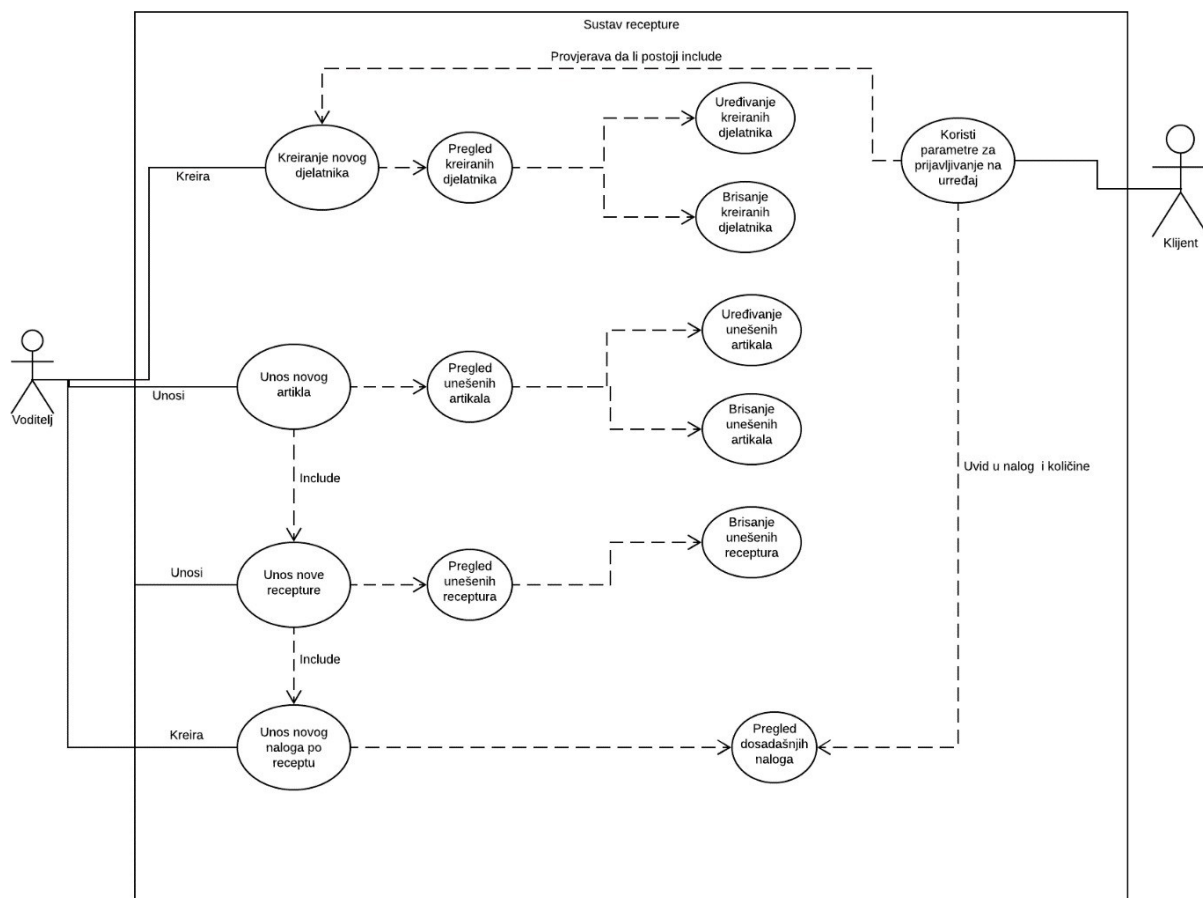 Sustav recepture
Provjerava da li postoji include
Uređivanje
kreiranih
djelatnika
Kreiranje novog
djelatnika
Pregled
kreiranih
djelatnika
Koristi
parametre za
prijavljivanje na
urređaj
Kreira
Brisanje
kreiranih
djelatnika
Klijent
Uređivanje
unešenih
artikala
Unos novog
artikla
Pregled
unešenih
artikala
Unosi
Voditelj
Brisanje
unešenih
artikala
Include
Uvid u nalog  i količine
Brisanje
unešenih
receptura
Unosi
Unos nove
recepture
Pregled
unešenih
receptura
Include
Kreira
Unos novog
naloga po
receptu
Pregled
dosadašnjih
naloga